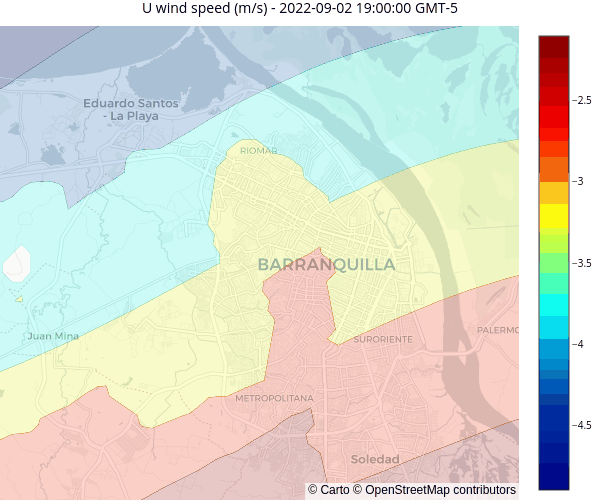 U wind speed (m/s) - 2022-09-02 19:00:00 GMT-5
Eduardo Santos
- La Playa
RIOMAR
BARRANQUILLA
Juan Mina
SURORIENTE
PALERMO
METROPOLITANA
Soledad
© Carto © OpenStreetMap contributors
−2.5
−3
−3.5
−4
−4.5